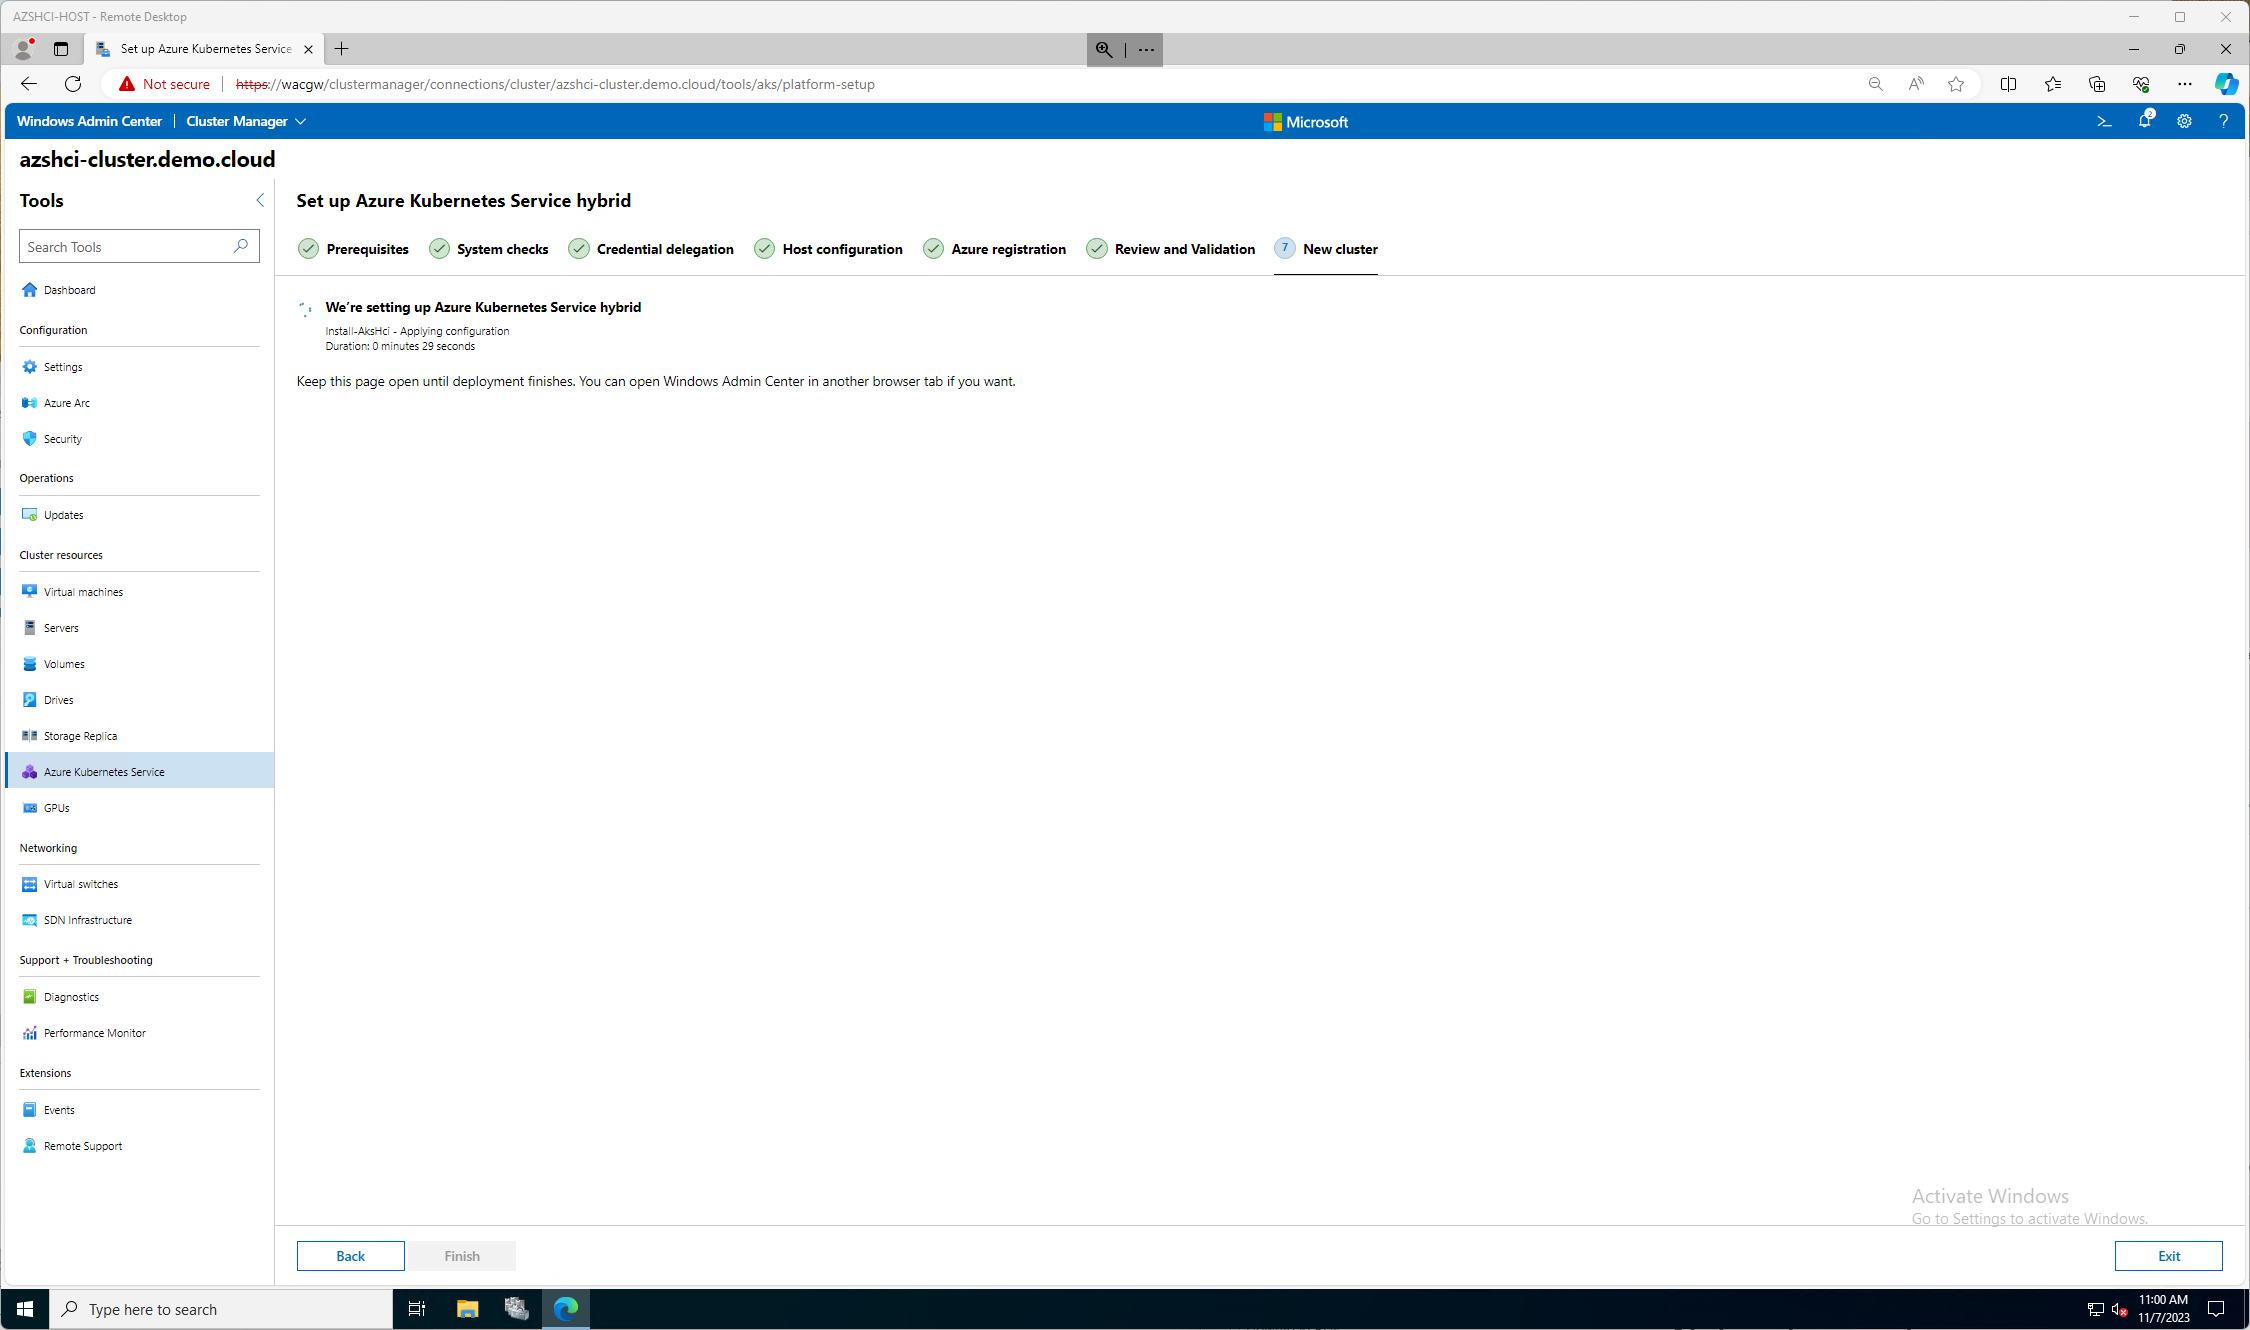 AZSHCI-HOST - Remote Desktop
Set up Azure Kubernetes Service
Not secure
https://wacgw/clustermanager/connections/cluster/azshci-cluster.demo.cloud/tools/aks/platform-setup
Windows Admin Center
Cluster Manager
Microsoft
2
azshci-cluster.demo.cloud
Tools
Search Tools
Dashboard
Configuration
Settings
Azure Arc
Security
Operations
Updates
Cluster resources
Virtual machines
Servers
Volumes
Drives
Storage Replica
Azure Kubernetes Service
GPUs
Networking
Virtual switches
SDN Infrastructure
Support + Troubleshooting
Diagnostics
Performance Monitor
Extensions
Events
Remote Support
Set up Azure Kubernetes Service hybrid
Prerequisites
System checks
Credential delegation
Host configuration
Azure registration
Review and Validation
7 New cluster
We're setting up Azure Kubernetes Service hybrid
Install-AksHci - Applying configuration
Duration: 0 minutes 29 seconds
Keep this page open until deployment finishes. You can open Windows Admin Center in another browser tab if you want.
Activate Windows
Go to Settings to activate Windows.
Back
Finish
Exit
Type here to search
11:00 AM
11/7/2023